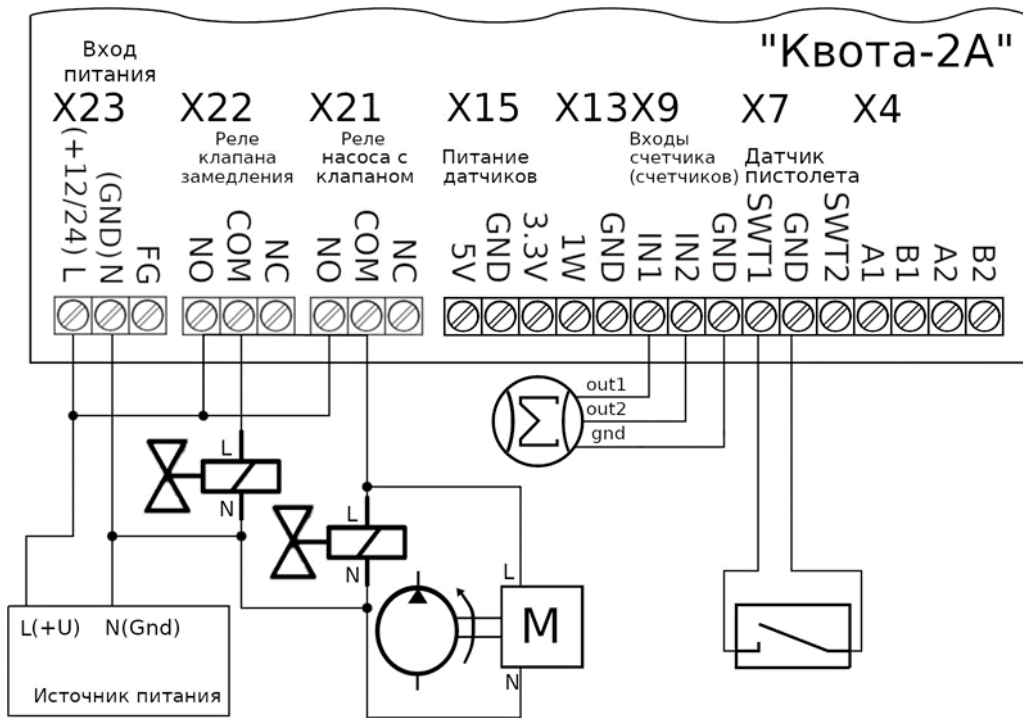 "Квота-2А"
Вход
питания
X23
X22
X21
X15
X13
X9
X7
X4
Реле
клапана
замедления
Реле
насоса с
клапаном
Питание
датчиков
Входы
счетчика
(счетчиков)
Датчик
пистолета
(+12/24) L
(GND) N
FG
NO
COM
NC
NO
COM
NC
5V
GND
3.3V
1W
GND
IN1
IN2
GND
SWT1
GND
SWT2
A1
B1
A2
B2
out1
out2
gnd
L
N
L
N
L
M
N
L(+U) N(Gnd)
Источник питания